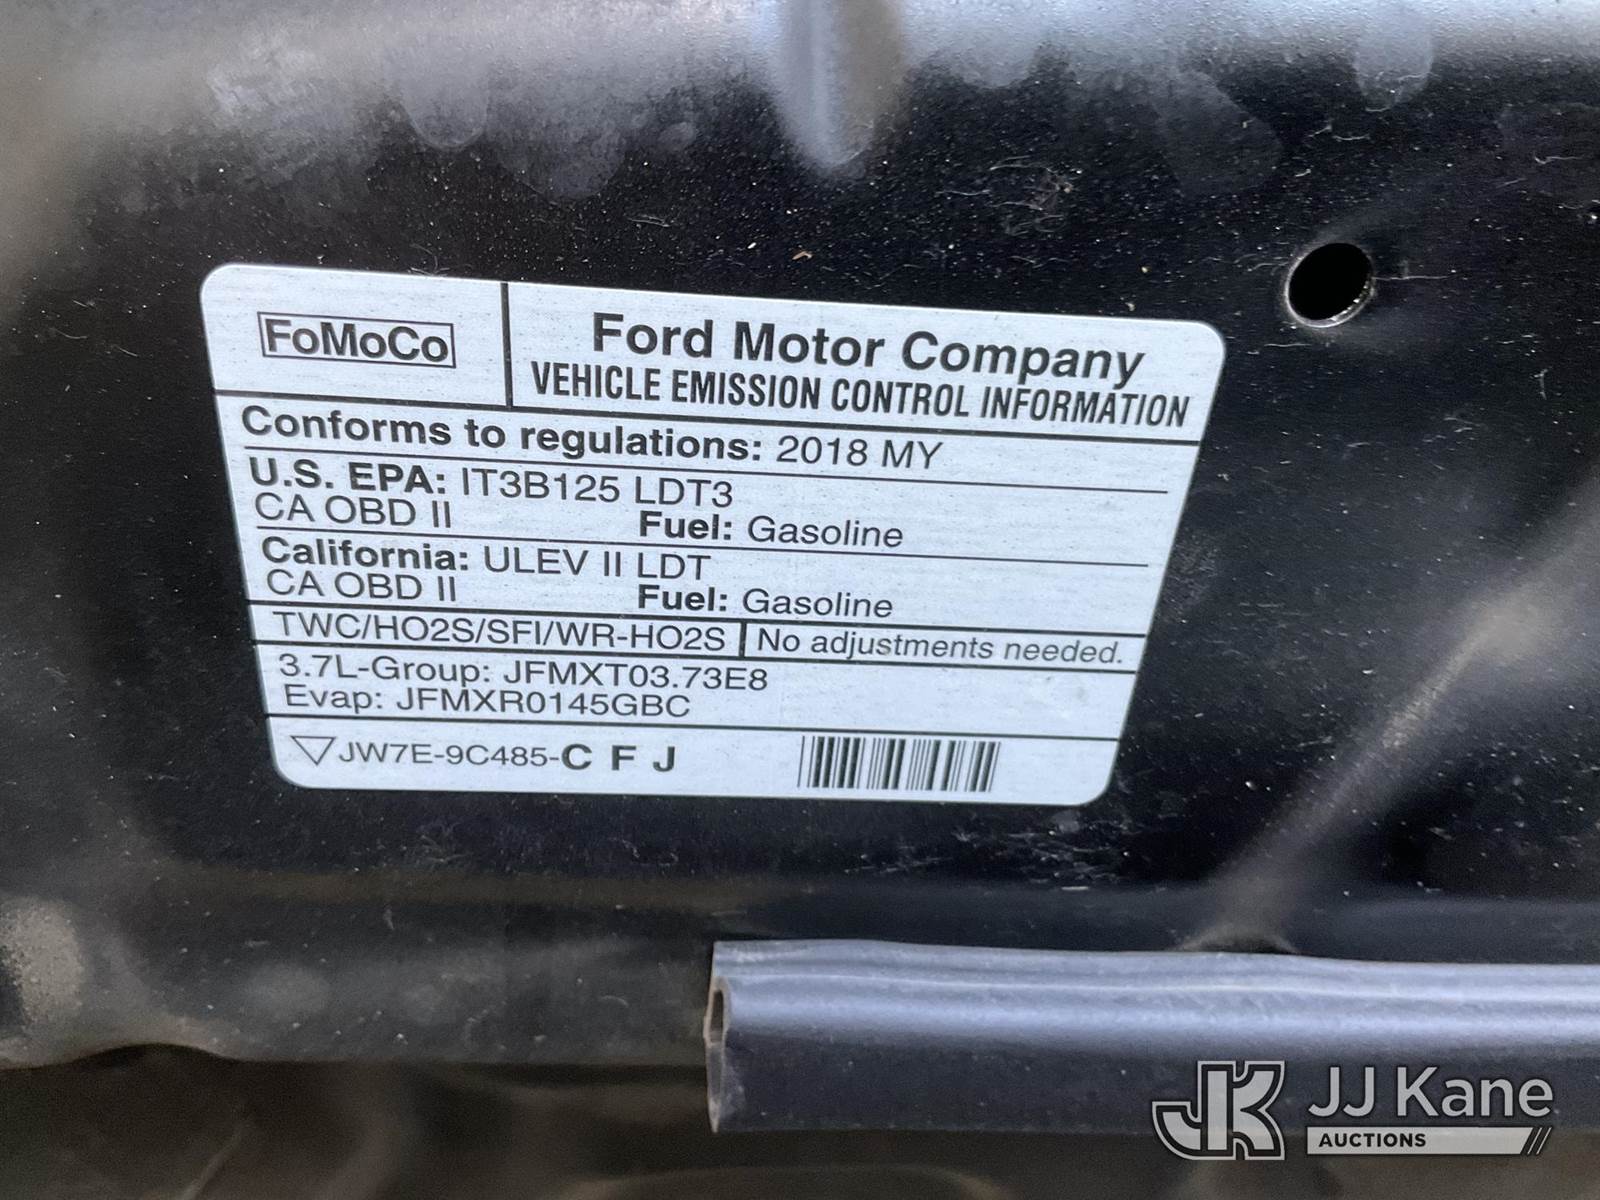 FoMoCo
Ford Motor Company
VEHICLE EMISSION CONTROL INFORMATION
Conforms to regulations: 2018 MY
U.S. EPA: IT3B125 LDT3
CA OBD II Fuel: Gasoline
California: ULEV II LDT
CA OBD II Fuel: Gasoline
TWC/HO2S/SFI/WR-HO2S No adjustments needed.
3.7L-Group: JFMXT03.73E8
Evap: JFMXR0145GBC
JW7E-9C485-C F J
JK JJ Kane
AUCTIONS